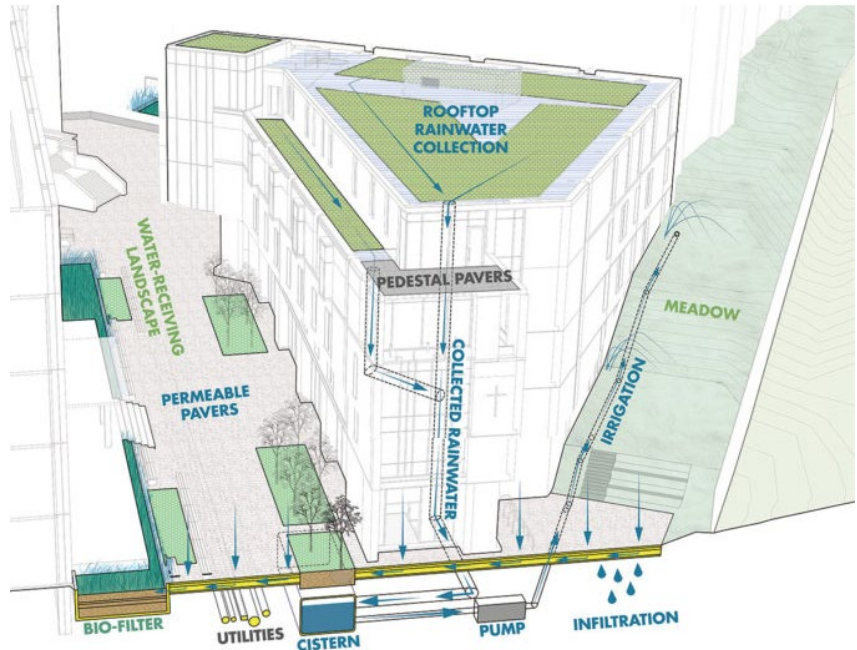 ROOFTOP
RAINWATER
COLLECTION
PEDESTAL PAVERS
WATER-RECEIVING
LANDSCAPE
MEADOW
PERMEABLE
PAVERS
COLLECTED RAINWATER
IRRIGATION
BIO-FILTER
UTILITIES
CISTERN
PUMP
INFILTRATION